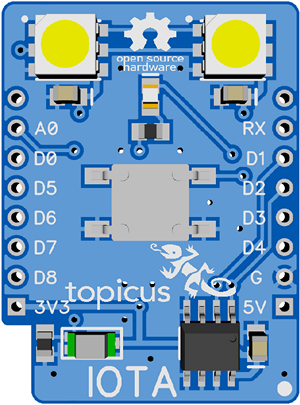 open source
hardware
A0 RX
D0 D1
D5 D2
D6 D3
D7 D4
D8 G
3V3 5V
topicus
IOTA